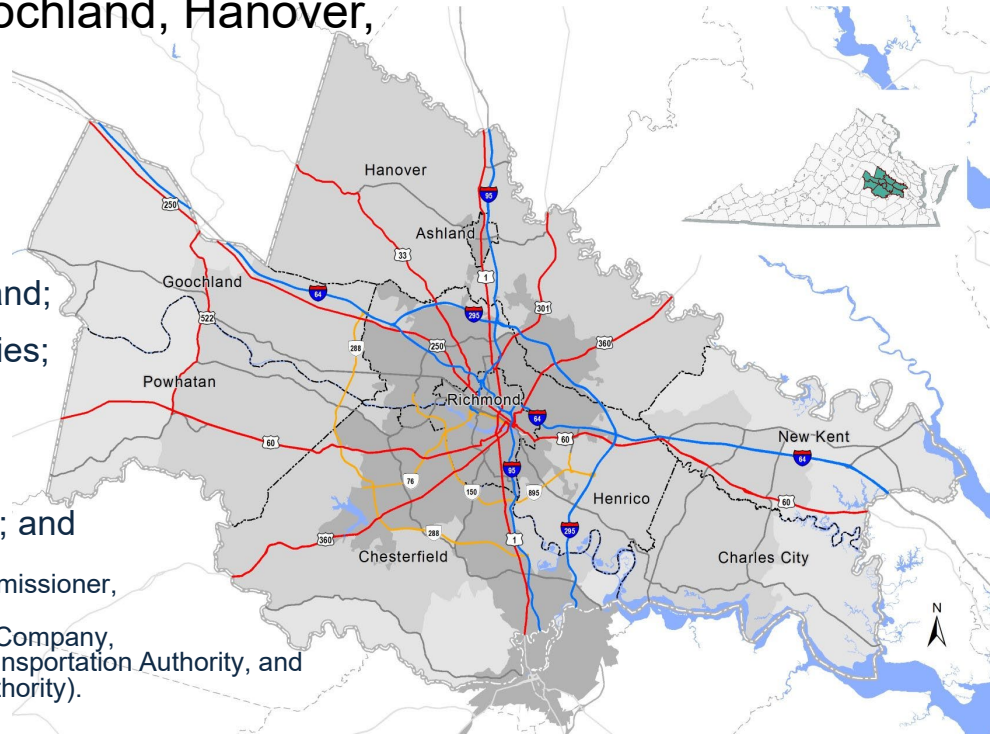 ochland, Hanover,
and;
ies;
; and
missioner,
Company,
nsportation Authority, and
hority).
Hanover
95
Ashland
250
33
1
Goochland
64
295
301
522
288
250
360
Powhatan
Richmond
64
60
60
New Kent
64
95
76
150
895
Henrico
60
295
360
288
1
Chesterfield
Charles City
N